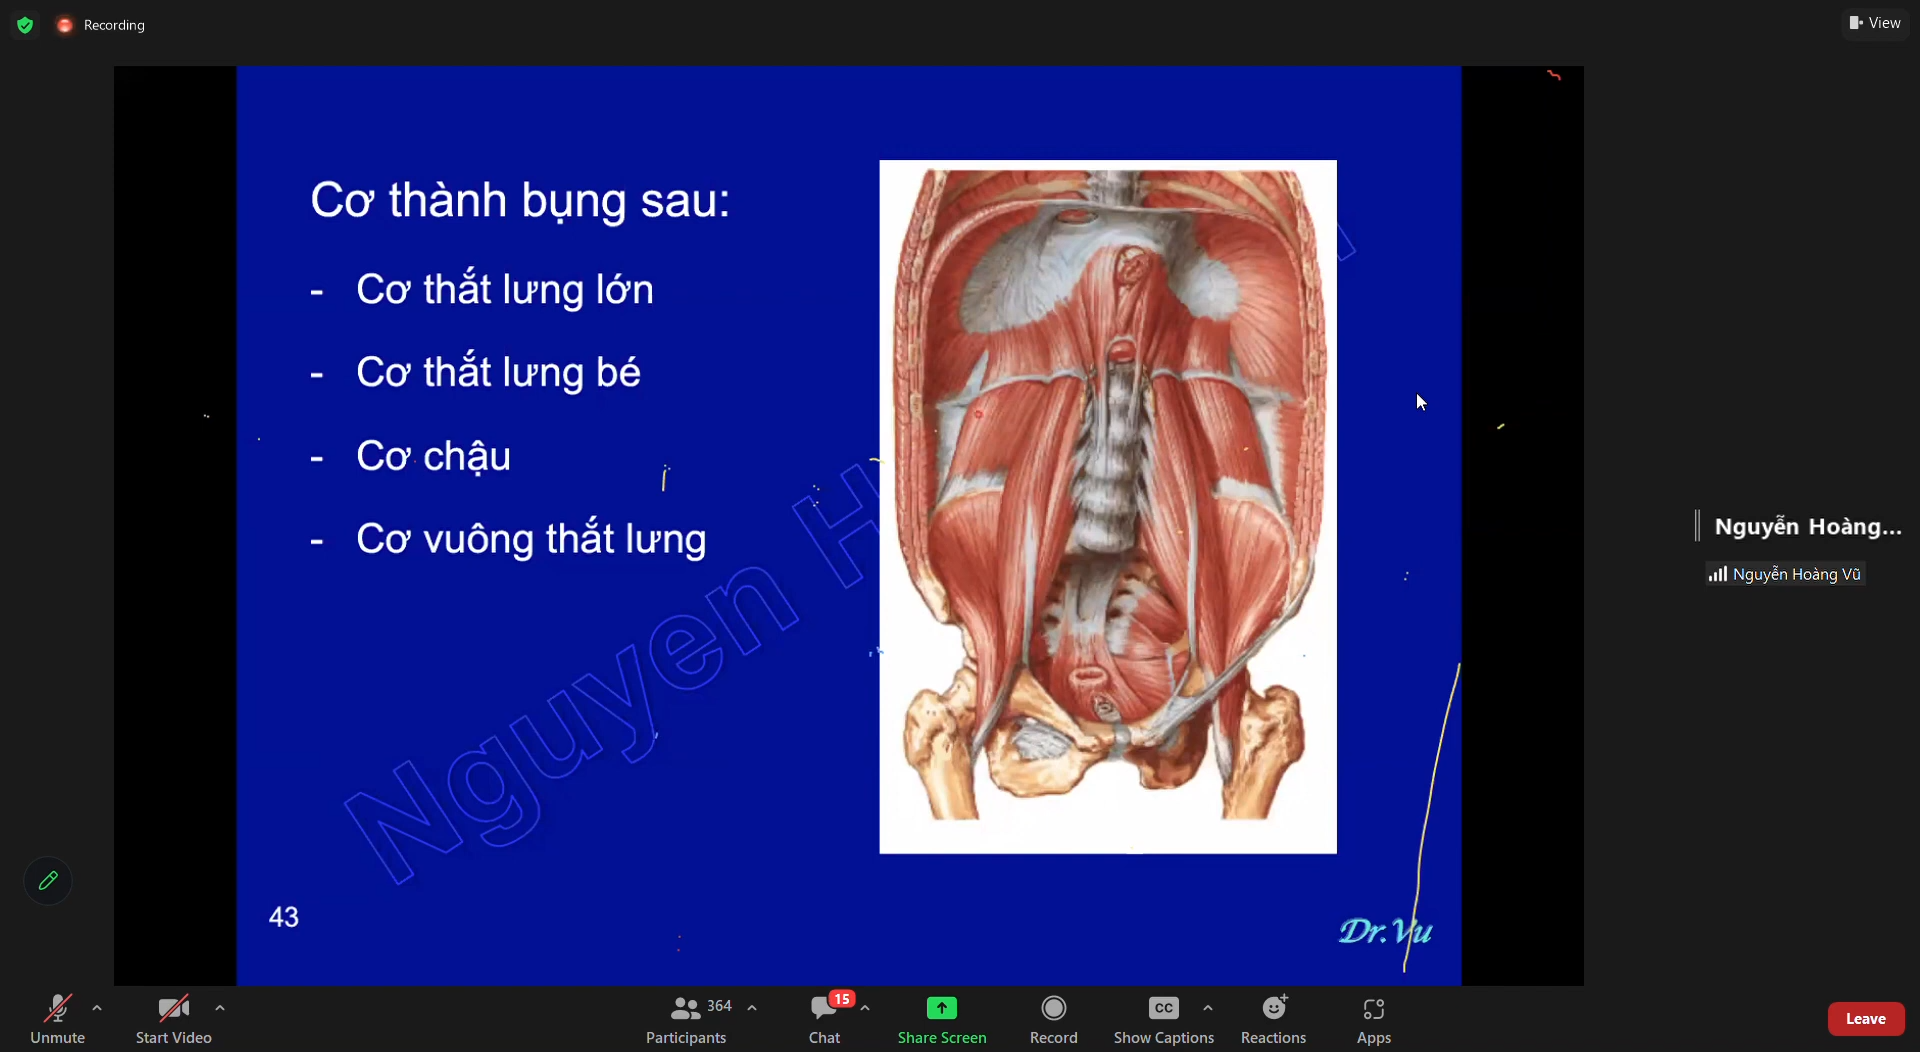 Recording
View
Cơ thành bụng sau:
- Cơ thắt lưng lớn
- Cơ thắt lưng bé
- Cơ chậu
- Cơ vuông thắt lưng
Nguyen H
43
Dr.Vu
Nguyễn Hoàng...
Nguyễn Hoàng Vũ
Unmute
Start Video
364
Participants
15
Chat
Share Screen
Record
CC
Show Captions
Reactions
Apps
Leave